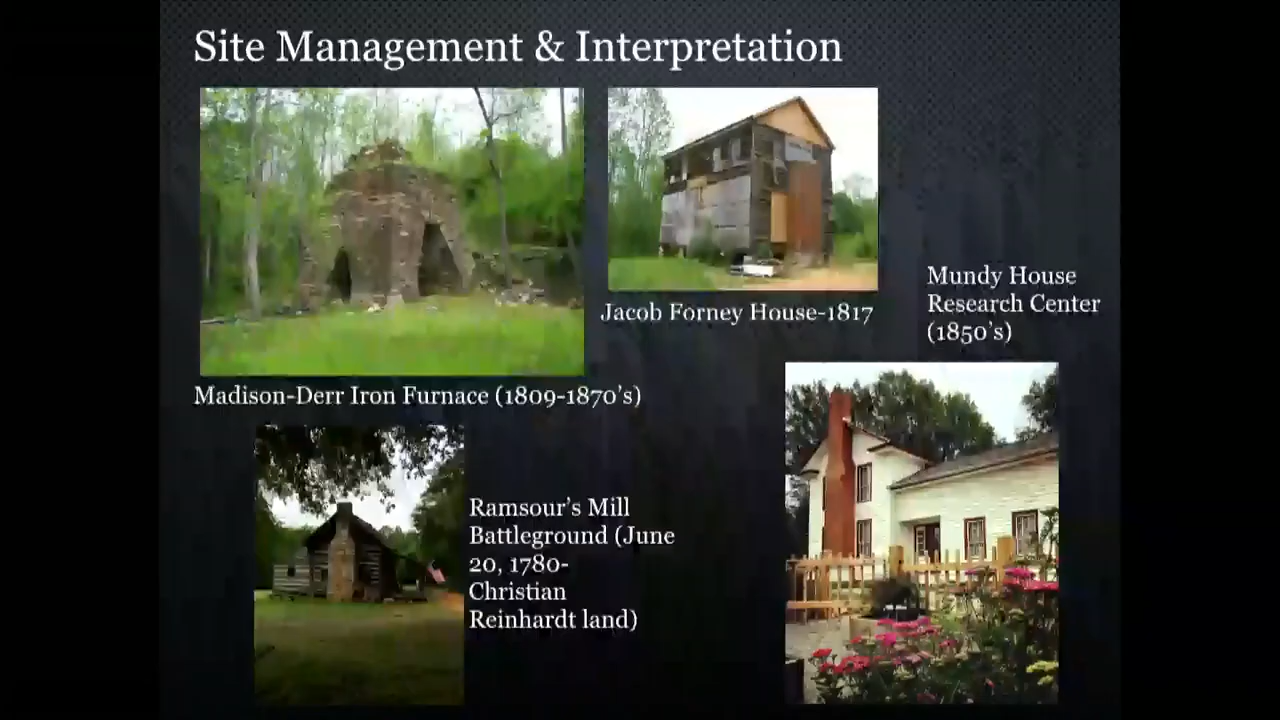 Site Management & Interpretation
Jacob Forney House-1817
Mundy House
Research Center
(1850's)
Madison-Derr Iron Furnace (1809-1870's)
Ramsour's Mill
Battleground (June
20, 1780-
Christian
Reinhardt land)